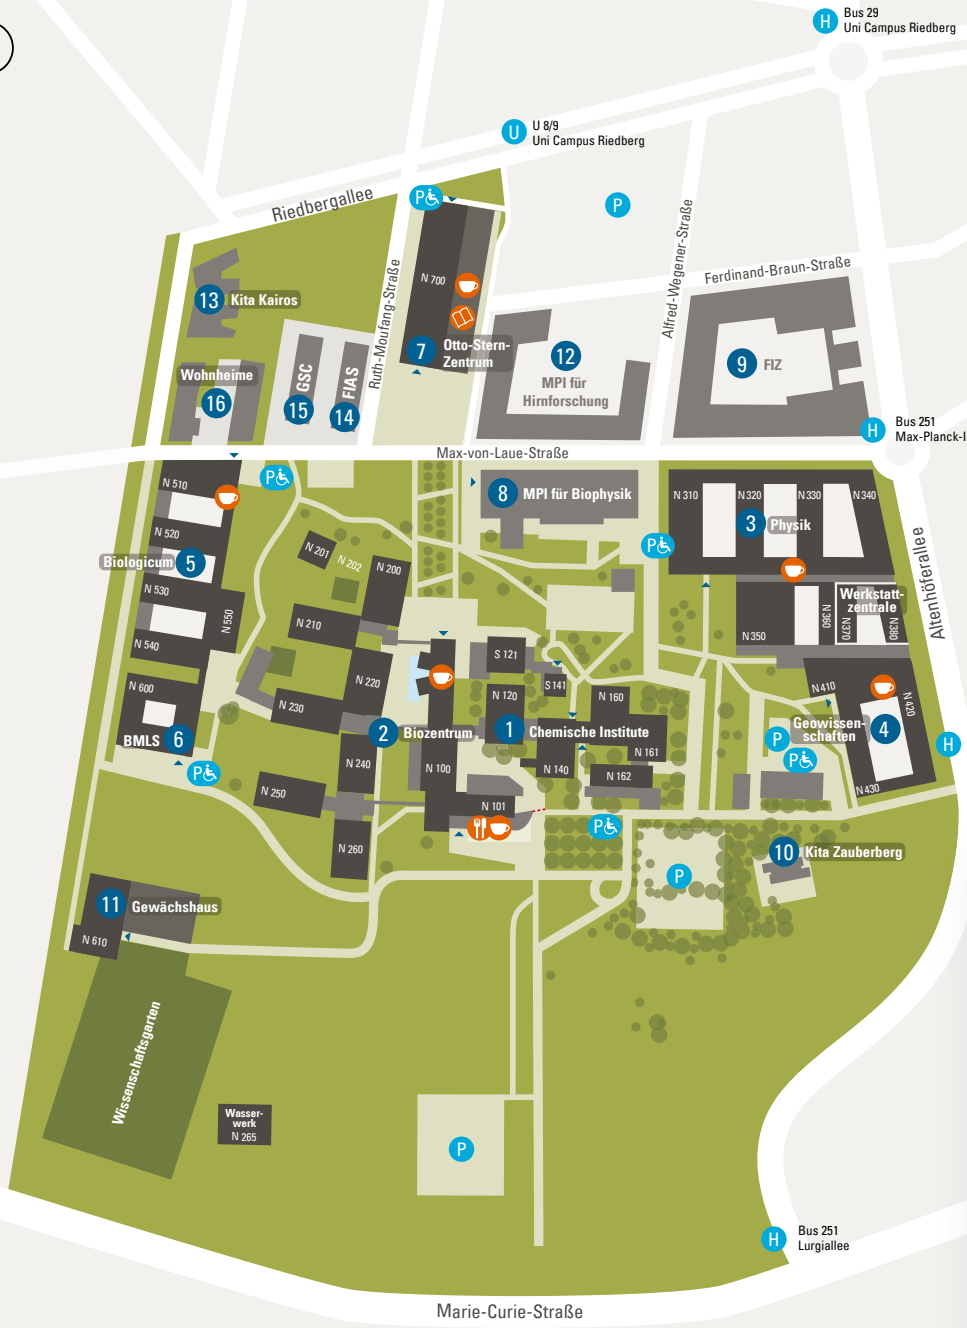 Bus 29
H
Uni Campus Riedberg
U 8/9
U
Uni Campus Riedberg
Riedbergallee
P
P
N 700
Ruth-Moufang-Straße
Alfred-Wegener-Straße
Ferdinand-Braun-Straße
13 Kita Kairos
7 Otto-Stern-
Zentrum
12
MPI für
Hirnforschung
9 FIZ
Wohnheime
16
GSC
15
FIAS
14
H
Bus 251
Max-Planck-I
Max-von-Laue-Straße
P
N 510
N 520
Biologicum 5
N 530
N 540
N 550
N 201
N 202
N 200
N 210
N 220
N 230
8 MPI für Biophysik
P
N 310
N 320
N 330
N 340
3 Physik
Werkstatt-
zentrale
N 350
N360
N370
N380
Altenhöferallee
S 121
S 141
N 120
N 160
N 600
BMLS 6
P
2 Biozentrum
1 Chemische Institute
N 161
N 162
N 140
N 100
N 101
N 240
N 250
N 260
N 410
N 420
Geowissen-
schaften
4
P
P
H
N 430
P
P
10 Kita Zauberberg
11 Gewächshaus
N 610
Wissenschaftsgarten
Wasser-
werk
N 265
P
H
Bus 251
Lurgiallee
Marie-Curie-Straße